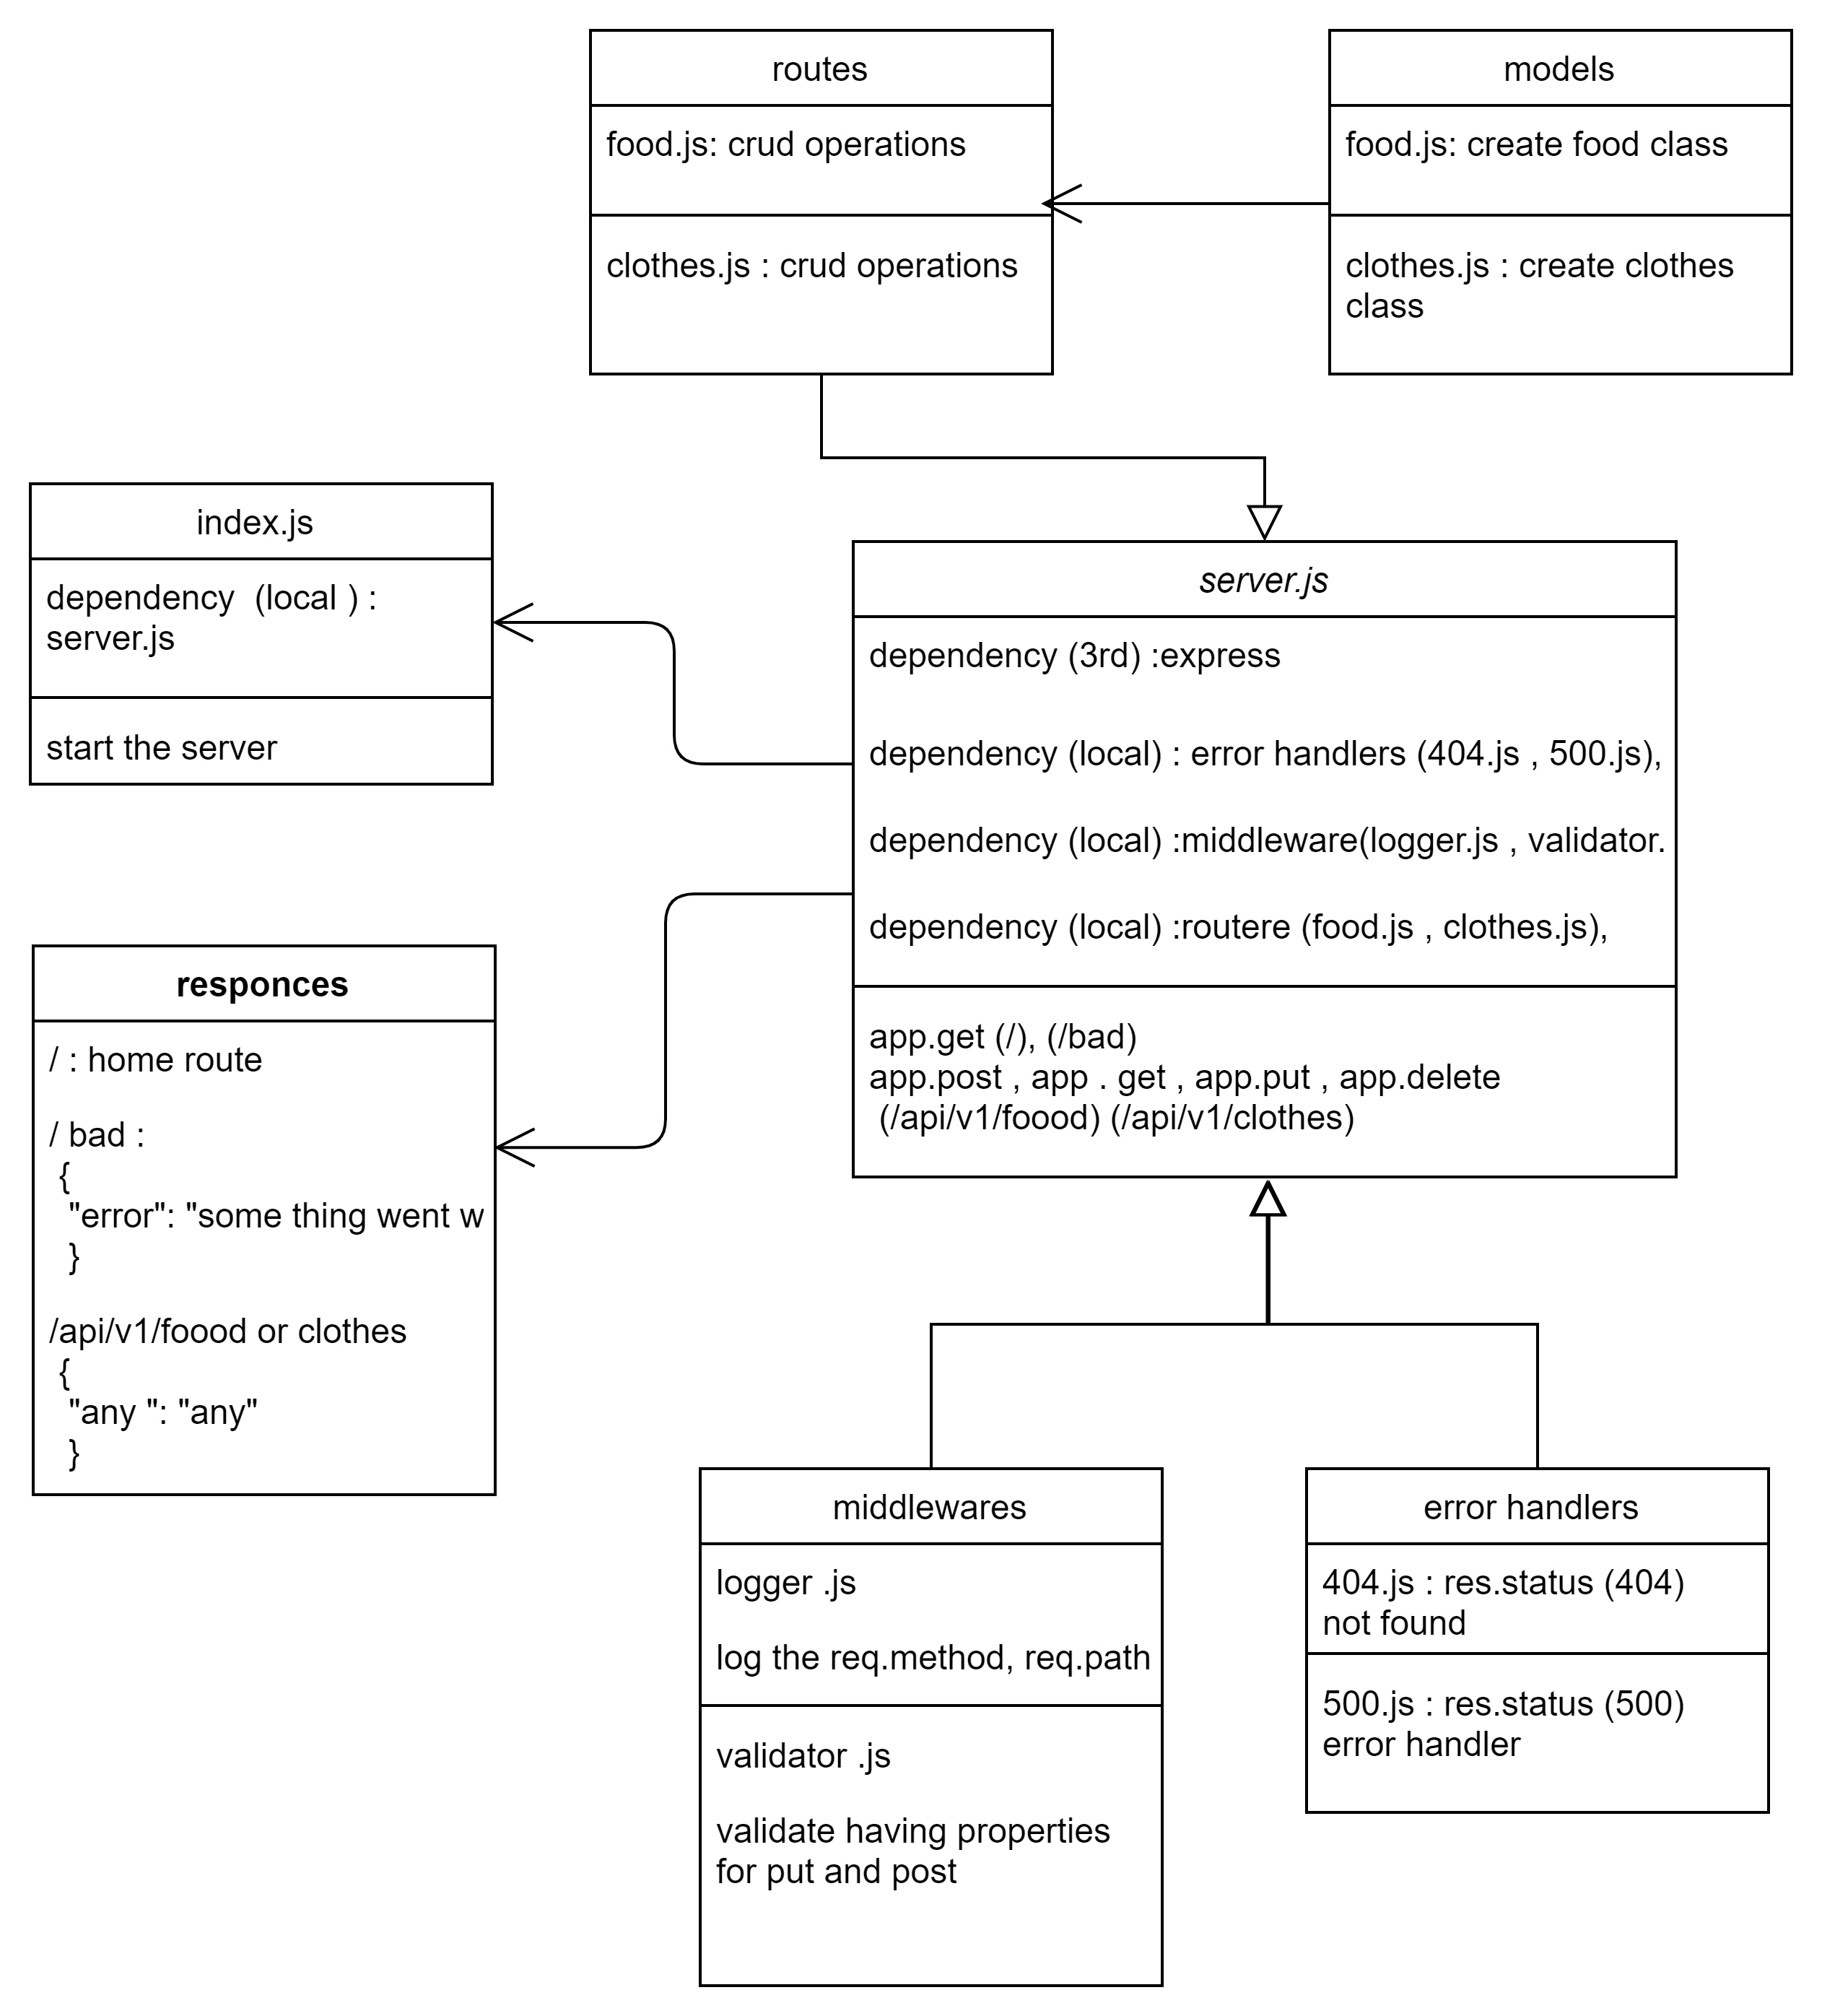 routes
food.js: crud operations
clothes.js : crud operations
models
food.js: create food class
clothes.js : create clothes
class
index.js
dependency  (local ) :
server.js
start the server
server.js
dependency (3rd) :express
dependency (local) : error handlers (404.js , 500.js),
dependency (local) :middleware(logger.js , validator.
dependency (local) :routere (food.js , clothes.js),
app.get (/), (/bad)
app.post , app . get , app.put , app.delete
(/api/v1/foood) (/api/v1/clothes)
responces
/ : home route
/ bad :
{
"error": "some thing went w
}
/api/v1/foood or clothes
{
"any ": "any"
}
middlewares
logger .js
log the req.method, req.path
validator .js
validate having properties
for put and post
error handlers
404.js : res.status (404)
not found
500.js : res.status (500)
error handler